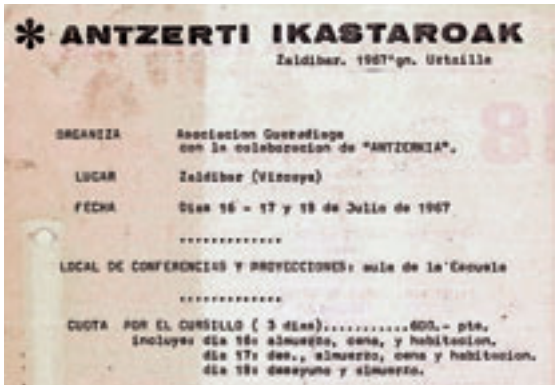 * ANTZERTI IKASTAROAK
Zaldibar. 1967'gn. Uztailla
ORGANIZA Asociacion Guerediaga
con la colaboracion de "ANTZERKIA".
LUGAR Zaldibar (Vizcaya)
FECHA Dias 16 - 17 y 18 de Julio de 1967
.............
LOCAL DE CONFERENCIAS Y PROYECCIONES: aula de la Escuela
.............
CUOTA POR EL CURSILLO ( 3 dias)...........600.- pts.
incluye: dia 16: almuerzo, cena, y habitacion.
dia 17: des., almuerzo, cena y habitacion.
dia 18: desayuno y almuerzo.